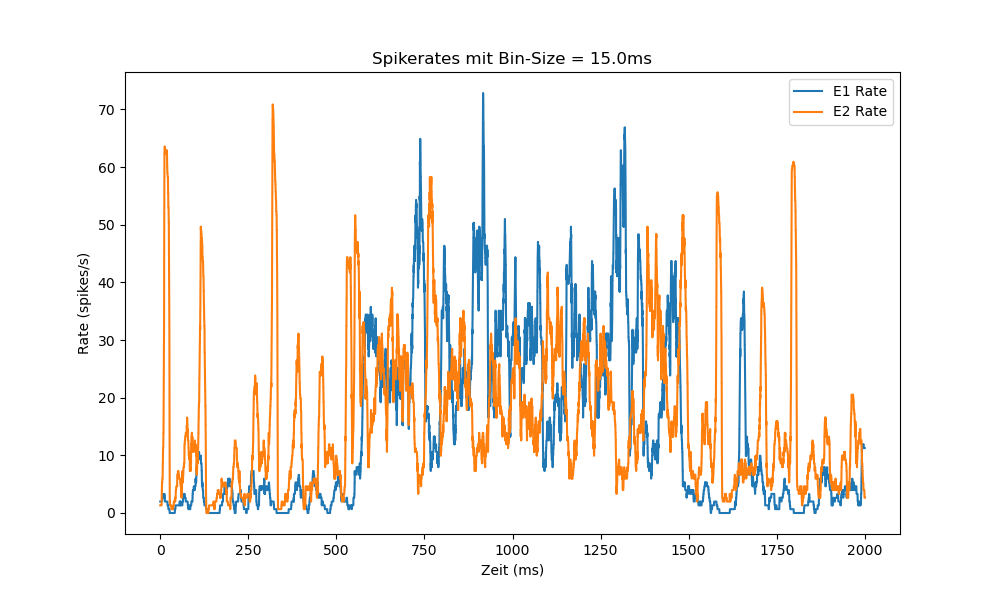 Spikerates mit Bin-Size = 15.0ms
E1 Rate
E2 Rate
70
60
50
40
30
20
10
0
Rate (spikes/s)
0 250 500 750 1000 1250 1500 1750 2000
Zeit (ms)